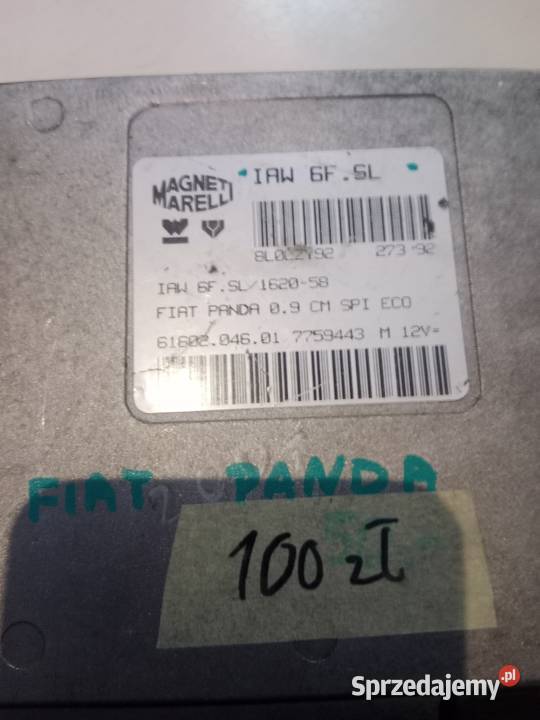 MAGNETI
MARELLI
IAW 6F.SL
273-92
IAW 6F.SL/1620-58
FIAT PANDA 0.9 CM SPI ECO
61602.046.01 7759443 M 12V=
FIAT PANDA
100 zł
Sprzedajemy.pl